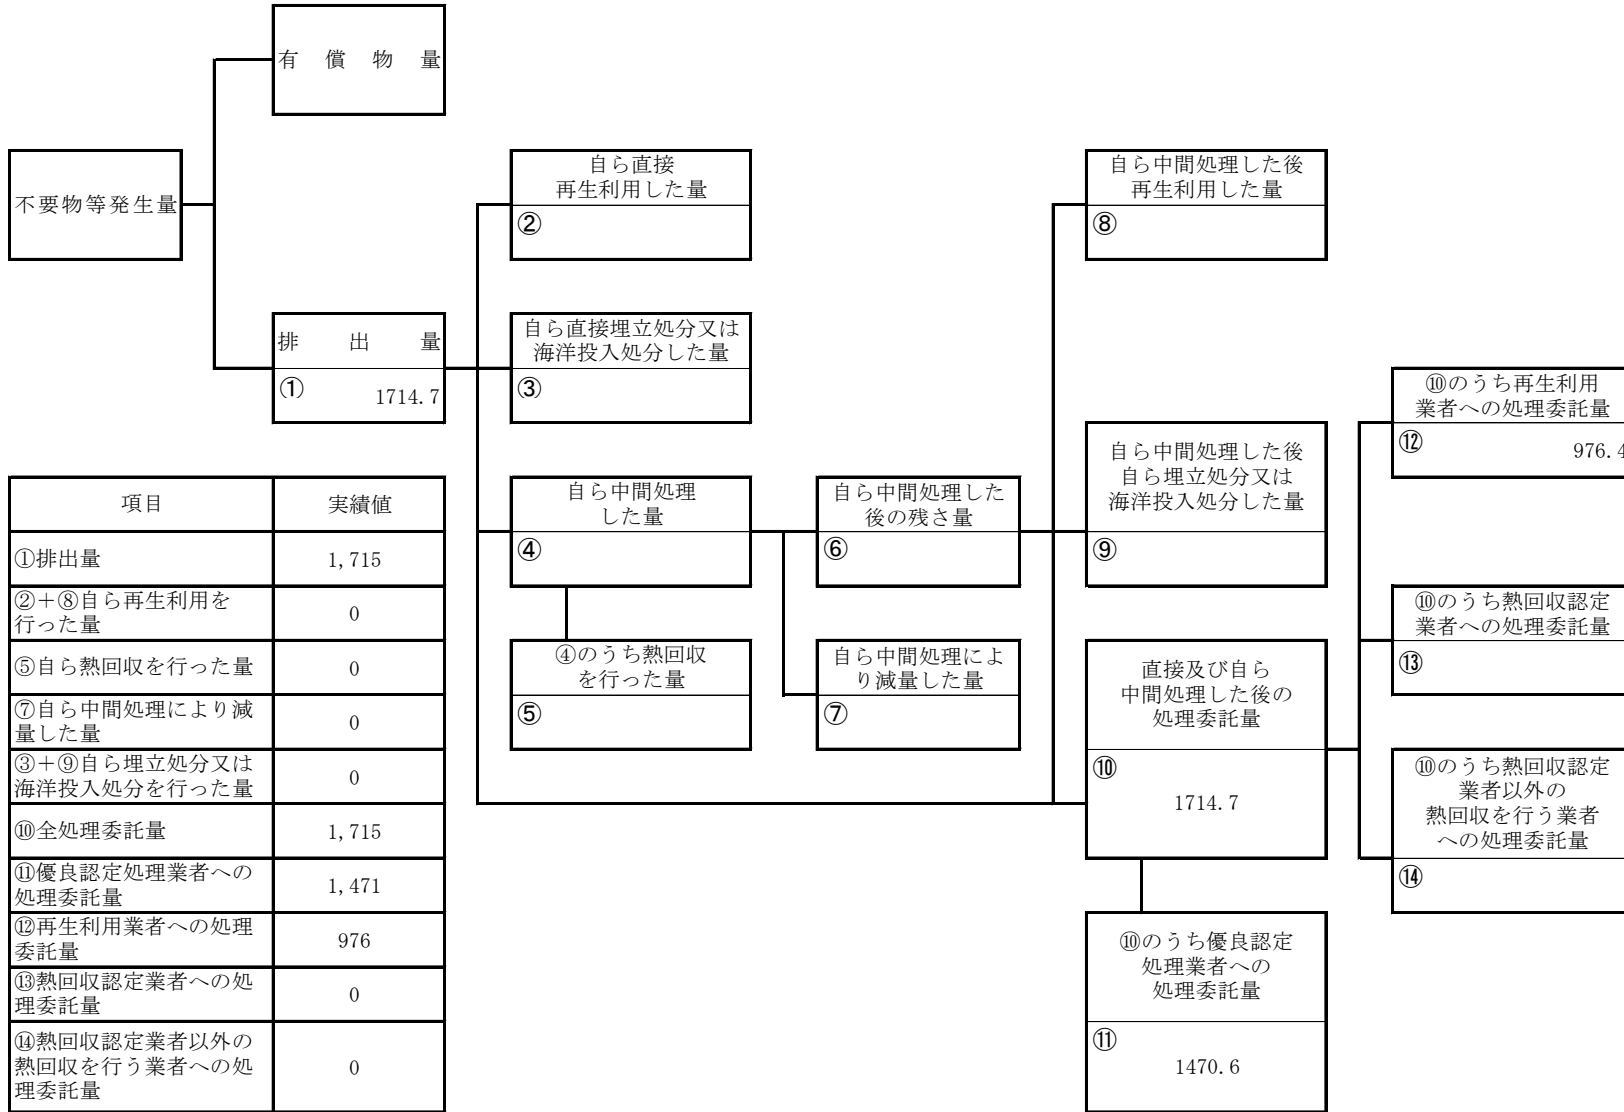 有償物量
不要物等発生量
排出量
① 1714.7
自ら直接
再生利用した量
②
自ら直接埋立処分又は
海洋投入処分した量
③
自ら中間処理
した量
④
④のうち熱回収
を行った量
⑤
自ら中間処理した
後の残さ量
⑥
自ら中間処理によ
り減量した量
⑦
自ら中間処理した後
再生利用した量
⑧
自ら中間処理した後
自ら埋立処分又は
海洋投入処分した量
⑨
直接及び自ら
中間処理した後の
処理委託量
⑩
1714.7
⑩のうち優良認定
処理業者への
処理委託量
⑪
1470.6
⑩のうち再生利用
業者への処理委託量
⑫ 976.4
⑩のうち熱回収認定
業者への処理委託量
⑬
⑩のうち熱回収認定
業者以外の
熱回収を行う業者
への処理委託量
⑭
項目 実績値
①排出量 1,715
②+⑧自ら再生利用を
行った量 0
⑤自ら熱回収を行った量 0
⑦自ら中間処理により減
量した量 0
③+⑨自ら埋立処分又は
海洋投入処分を行った量 0
⑩全処理委託量 1,715
⑪優良認定処理業者への
処理委託量 1,471
⑫再生利用業者への処理
委託量 976
⑬熱回収認定業者への処
理委託量 0
⑭熱回収認定業者以外の
熱回収を行う業者への処
理委託量 0